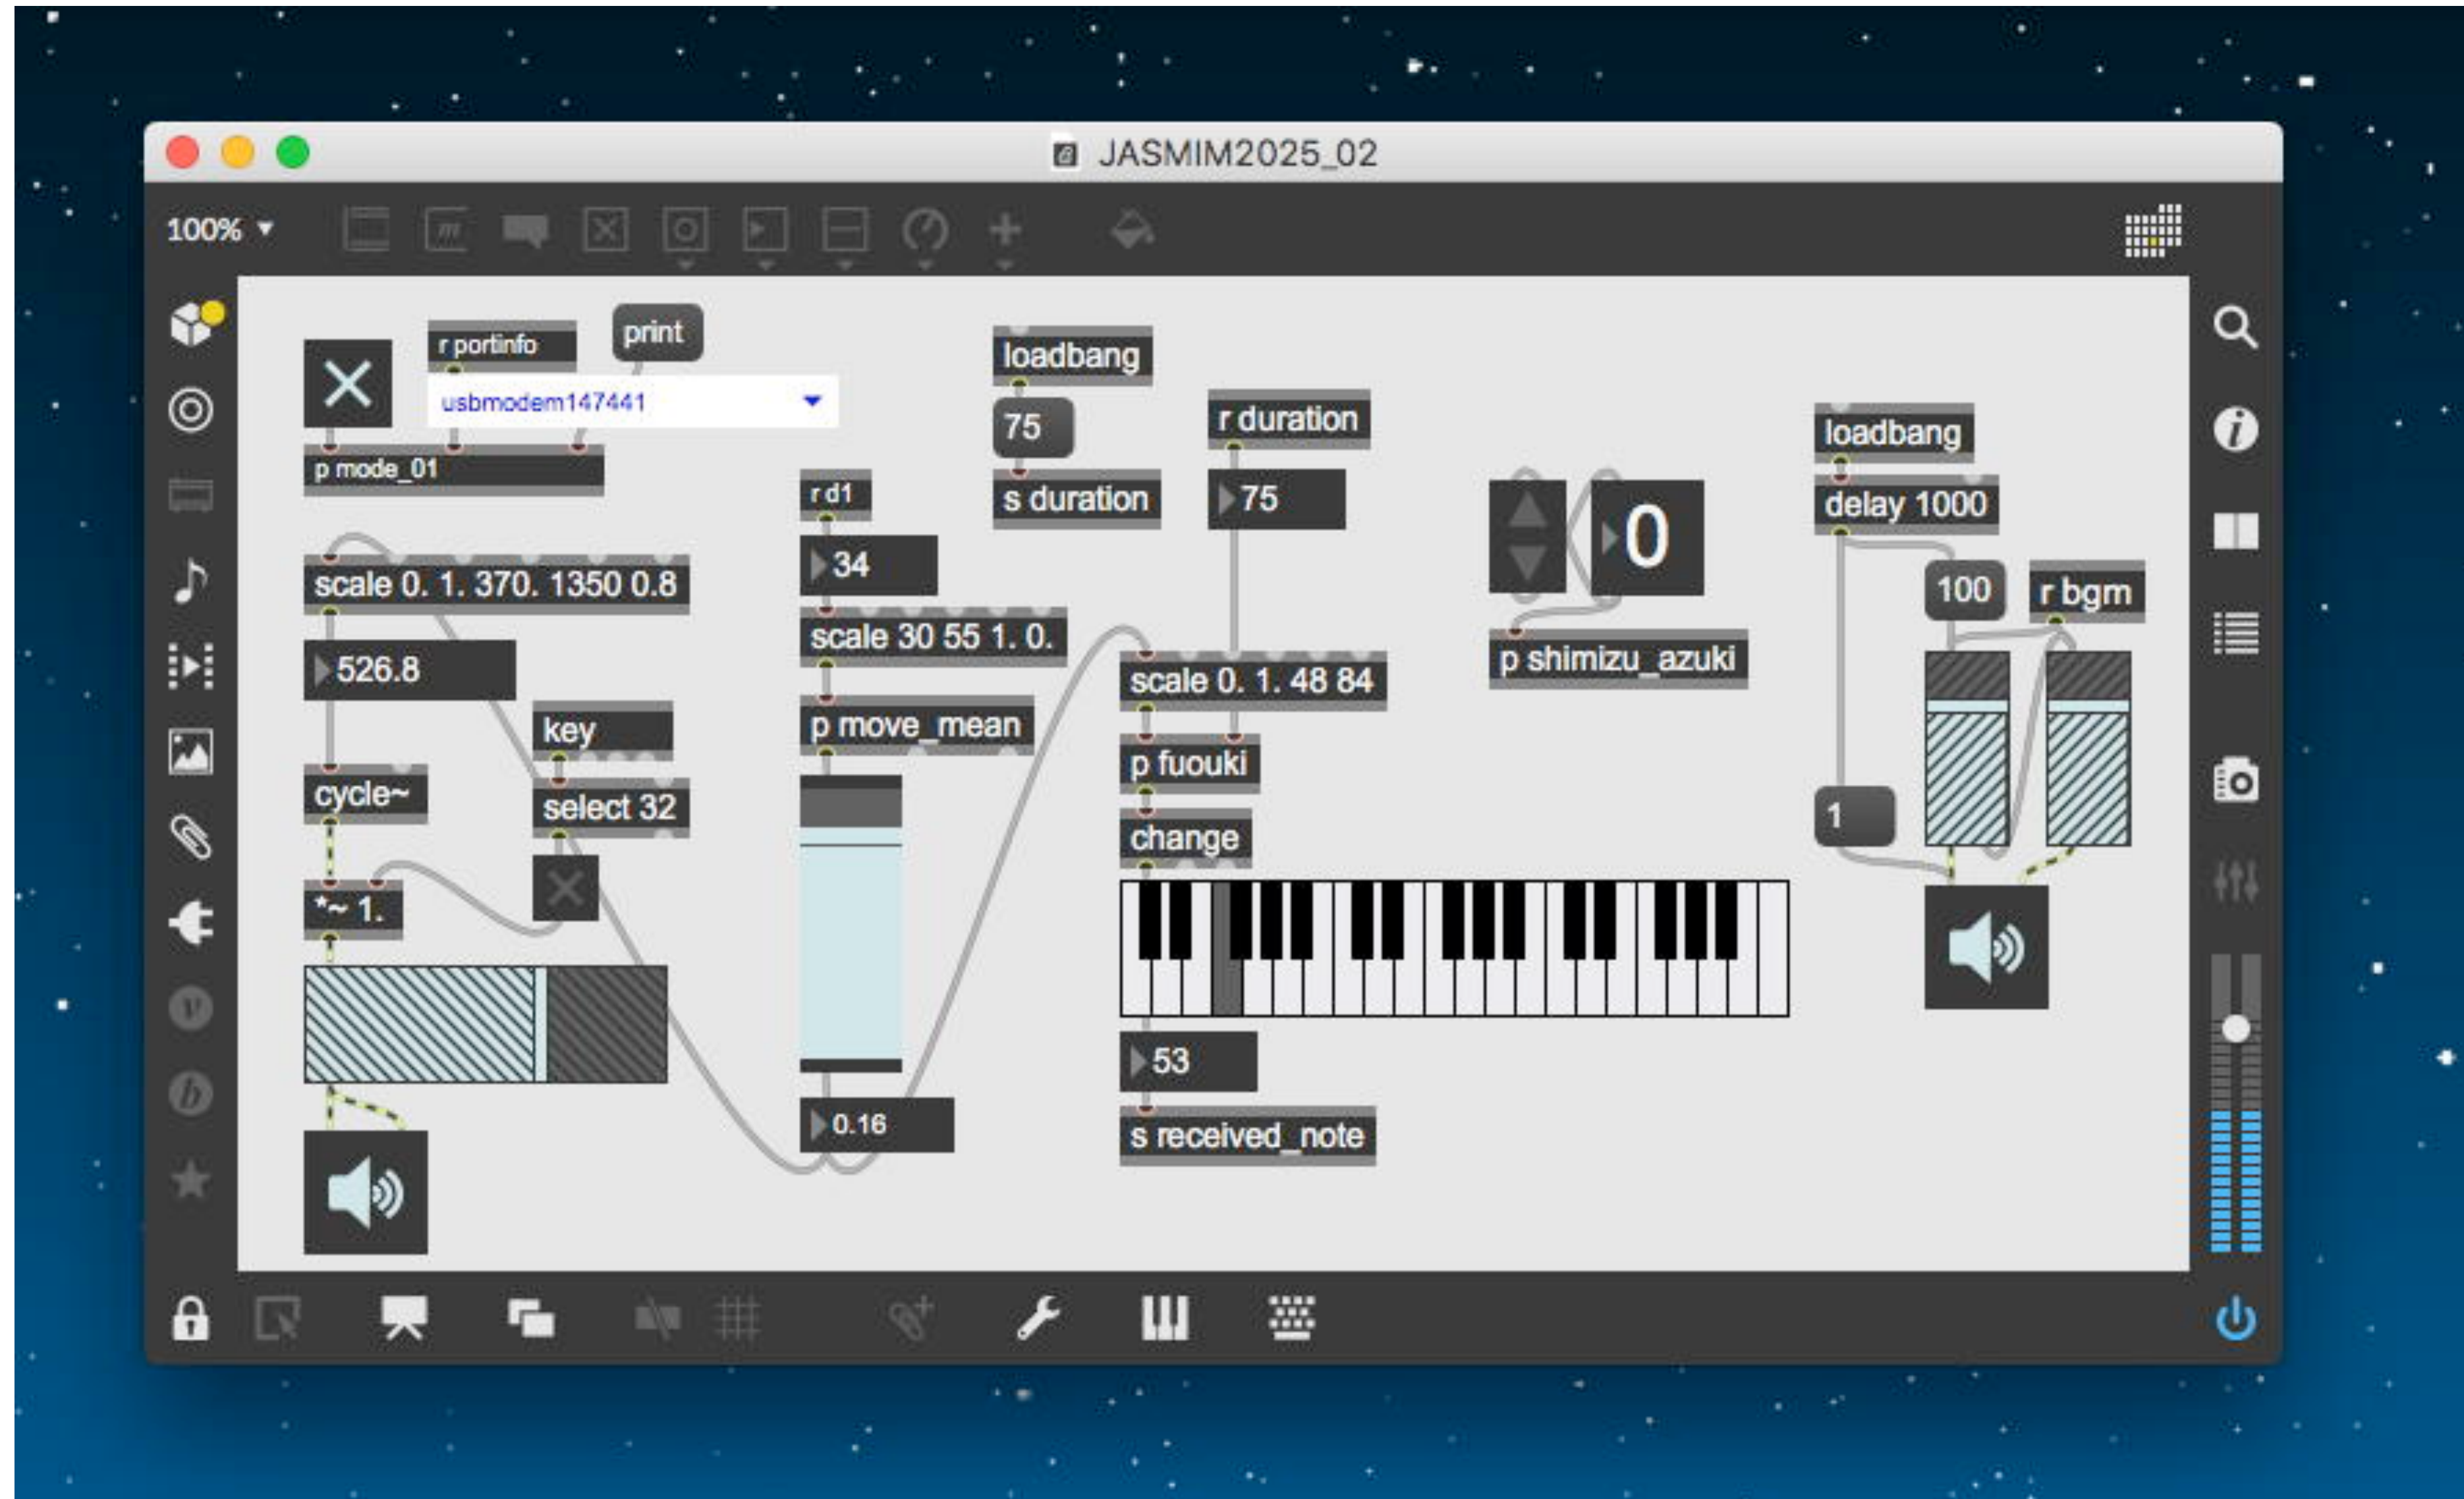 JASMIM2025_02
100%
r portinfo
print
usbmodem147441
p mode_01
scale 0. 1. 370. 1350 0.8
526.8
key
cycle~
select 32
*~ 1.
r d1
34
scale 30 55 1. 0.
p move_mean
0.16
loadbang
75
s duration
r duration
75
scale 0. 1. 48 84
p fuouki
change
53
s received_note
0
p shimizu_azuki
loadbang
delay 1000
100
r bgm
1